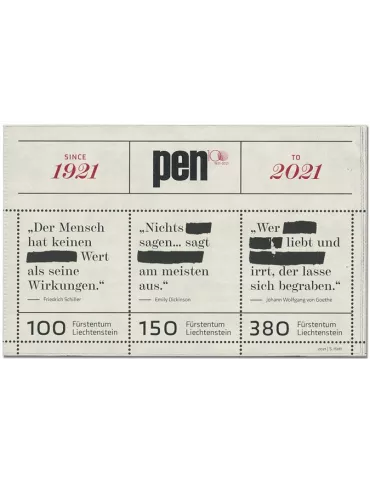 SINCE
1921
pen
100
TO
2021
„Der Mensch
hat keinen
Wert
als seine
Wirkungen.“
Friedrich Schiller
„Nichts
sagen... sagt
am meisten
aus.“
Emily Dickinson
„Wer
liebt und
irrt, der lasse
sich begraben.“
Johann Wolfgang von Goethe
100 Fürstentum
Liechtenstein
150 Fürstentum
Liechtenstein
380 Fürstentum
Liechtenstein